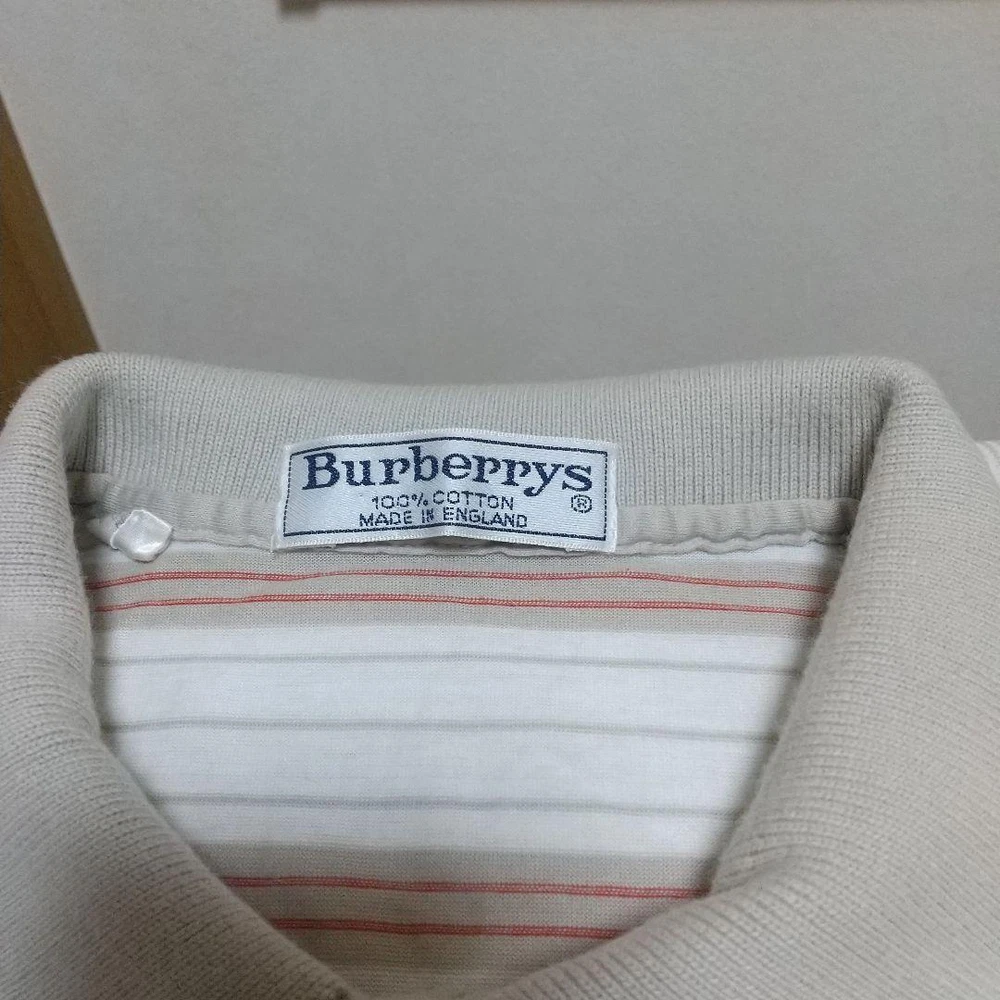 Burberrys
100% COTTON
MADE IN ENGLAND ®